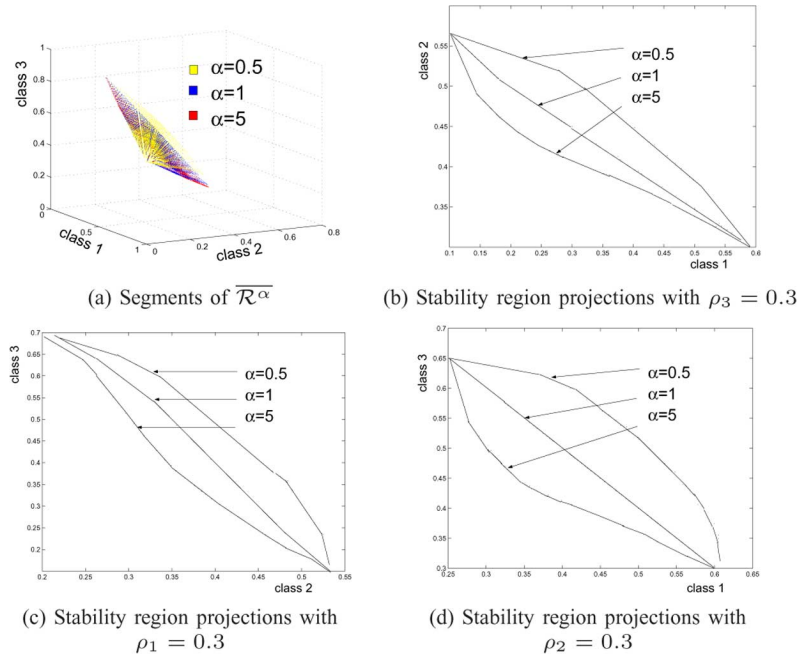 class 3
1
0.8
0.6
0.4
0.2
0
0
0.5
1
class 1
0
0.2
0.4
0.6
0.8
class 2
α=0.5
α=1
α=5
(a) Segments of \overline{\mathcal{R}^{α}}
class 2
0.55
0.5
0.45
0.4
0.35
0.1
0.15
0.2
0.25
0.3
0.35
0.4
0.45
0.5
0.55
0.6
class 1
α=0.5
α=1
α=5
(b) Stability region projections with ρ₃ = 0.3
class 3
0.7
0.65
0.6
0.55
0.5
0.45
0.4
0.35
0.3
0.25
0.2
0.2
0.25
0.3
0.35
0.4
0.45
0.5
0.55
class 2
α=0.5
α=1
α=5
(c) Stability region projections with
ρ₁ = 0.3
class 3
0.7
0.65
0.6
0.55
0.5
0.45
0.4
0.35
0.3
0.25
0.3
0.35
0.4
0.45
0.5
0.55
0.6
0.65
class 1
α=0.5
α=1
α=5
(d) Stability region projections with
ρ₂ = 0.3